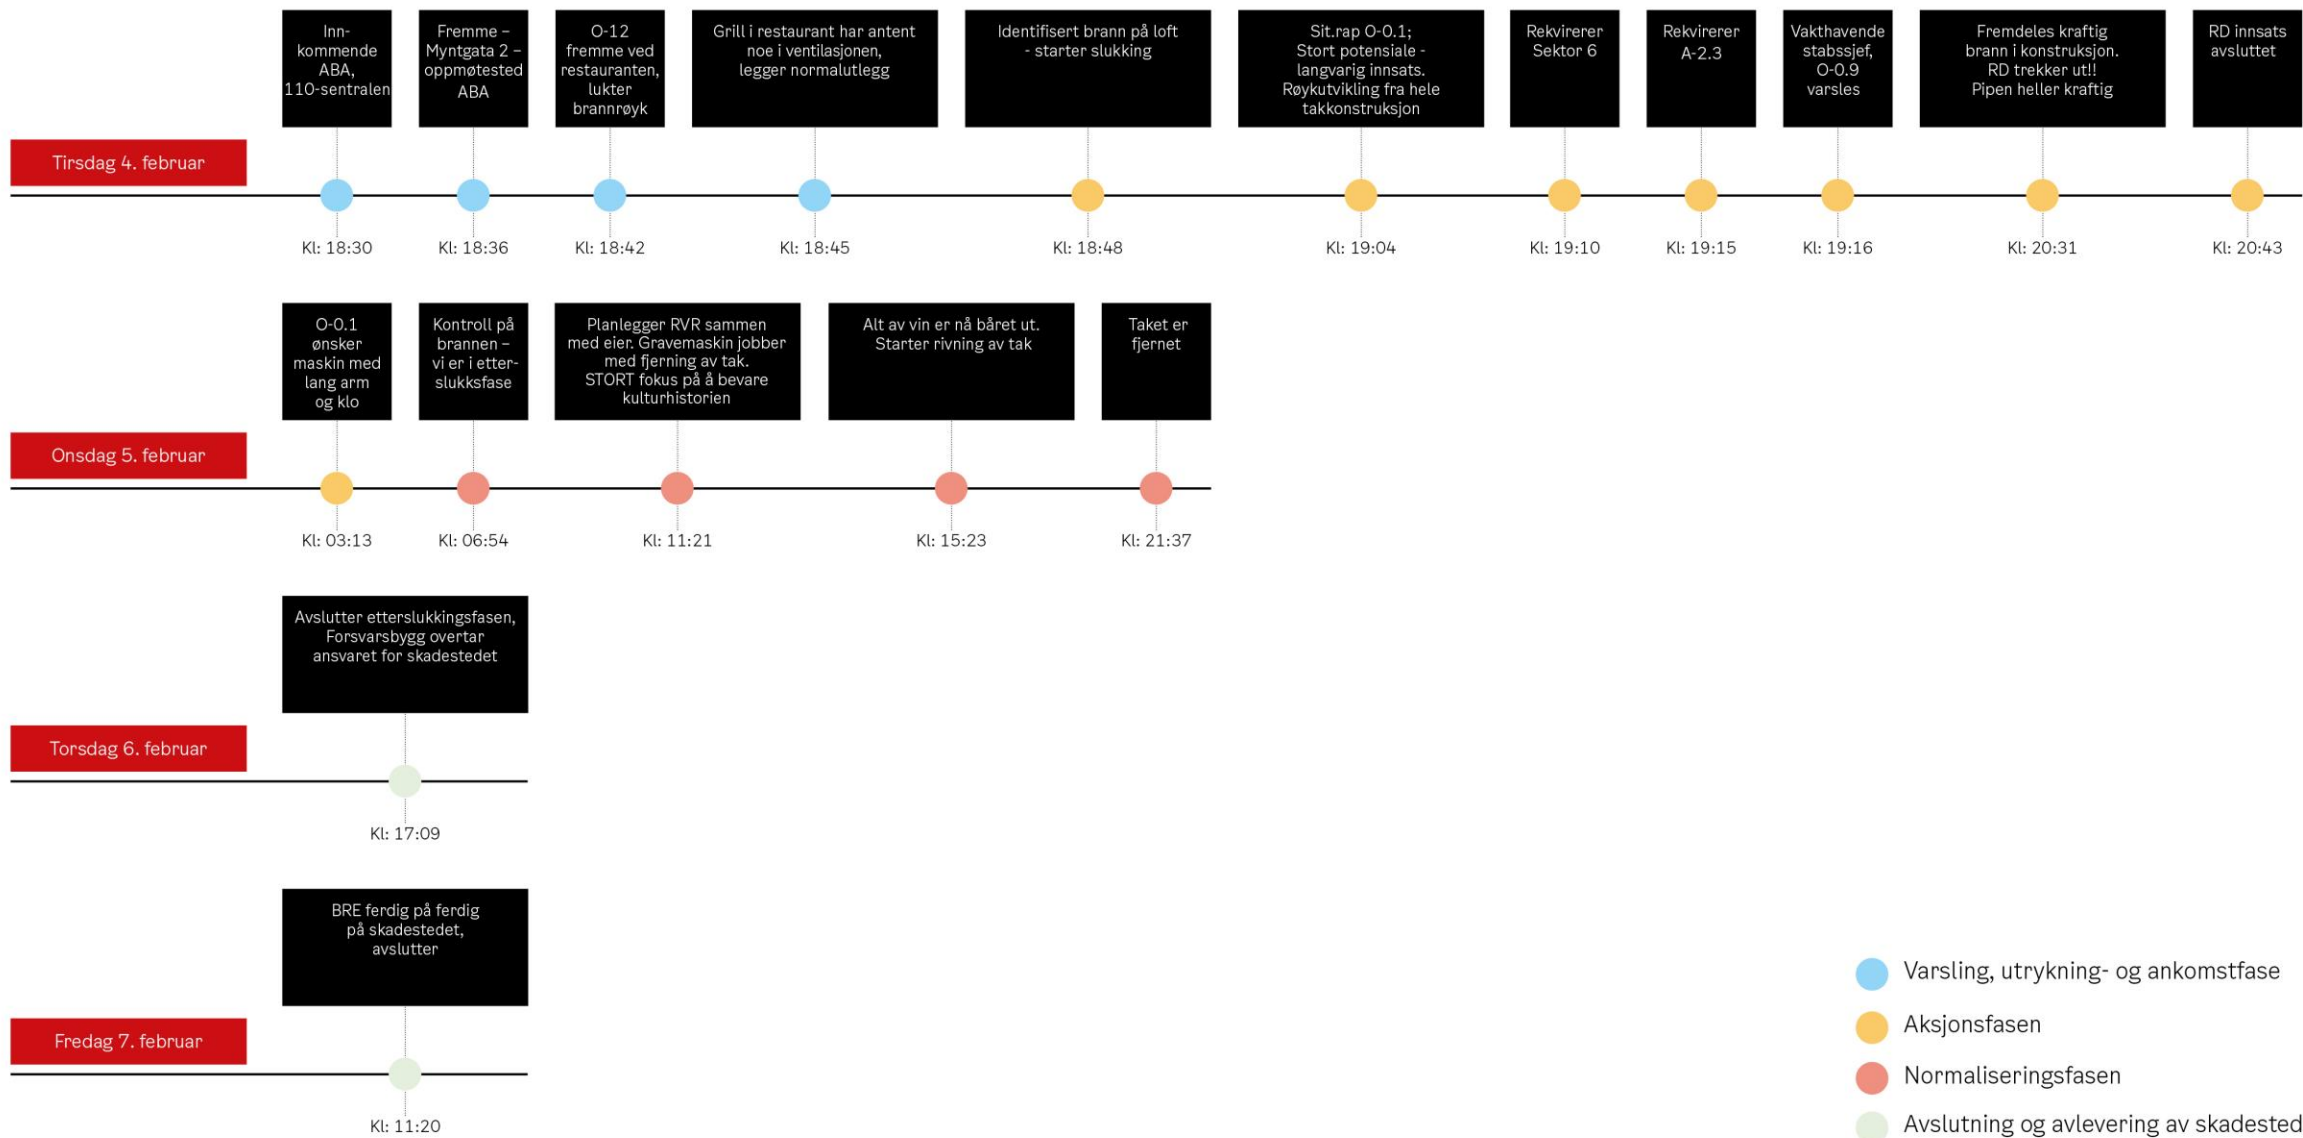 Inn-
kommende
ABA,
110-sentralen
Fremme –
Myntgata 2 –
oppmøtested
ABA
O-12
fremme ved
restauranten,
lukter
brannrøyk
Grill i restaurant har antent
noe i ventilasjonen,
legger normalutlegg
Identifisert brann på loft
- starter slukking
Sit.rap O-0.1;
Stort potensiale -
langvarig innsats.
Røykutvikling fra hele
takkonstruksjon
Rekvirerer
Sektor 6
Rekvirerer
A-2.3
Vakthavende
stabssjef,
O-0.9
varsles
Fremdeles kraftig
brann i konstruksjon.
RD trekker ut!!
Pipen heller kraftig
RD innsats
avsluttet
Tirsdag 4. februar
Kl: 18:30
Kl: 18:36
Kl: 18:42
Kl: 18:45
Kl: 18:48
Kl: 19:04
Kl: 19:10
Kl: 19:15
Kl: 19:16
Kl: 20:31
Kl: 20:43
O-0.1
ønsker
maskin med
lang arm
og klo
Kontroll på
brannen –
vi er i etter-
slukksfase
Planlegger RVR sammen
med eier. Gravemaskin jobber
med fjerning av tak.
STORT fokus på å bevare
kulturhistorien
Alt av vin er nå båret ut.
Starter rivning av tak
Taket er
fjernet
Onsdag 5. februar
Kl: 03:13
Kl: 06:54
Kl: 11:21
Kl: 15:23
Kl: 21:37
Avslutter etterslukkingsfasen,
Forsvarsbygg overtar
ansvaret for skadestedet
Torsdag 6. februar
Kl: 17:09
BRE ferdig på ferdig
på skadestedet,
avslutter
Fredag 7. februar
Kl: 11:20
Varsling, utrykning- og ankomstfase
Aksjonsfasen
Normaliseringsfasen
Avslutning og avlevering av skadested